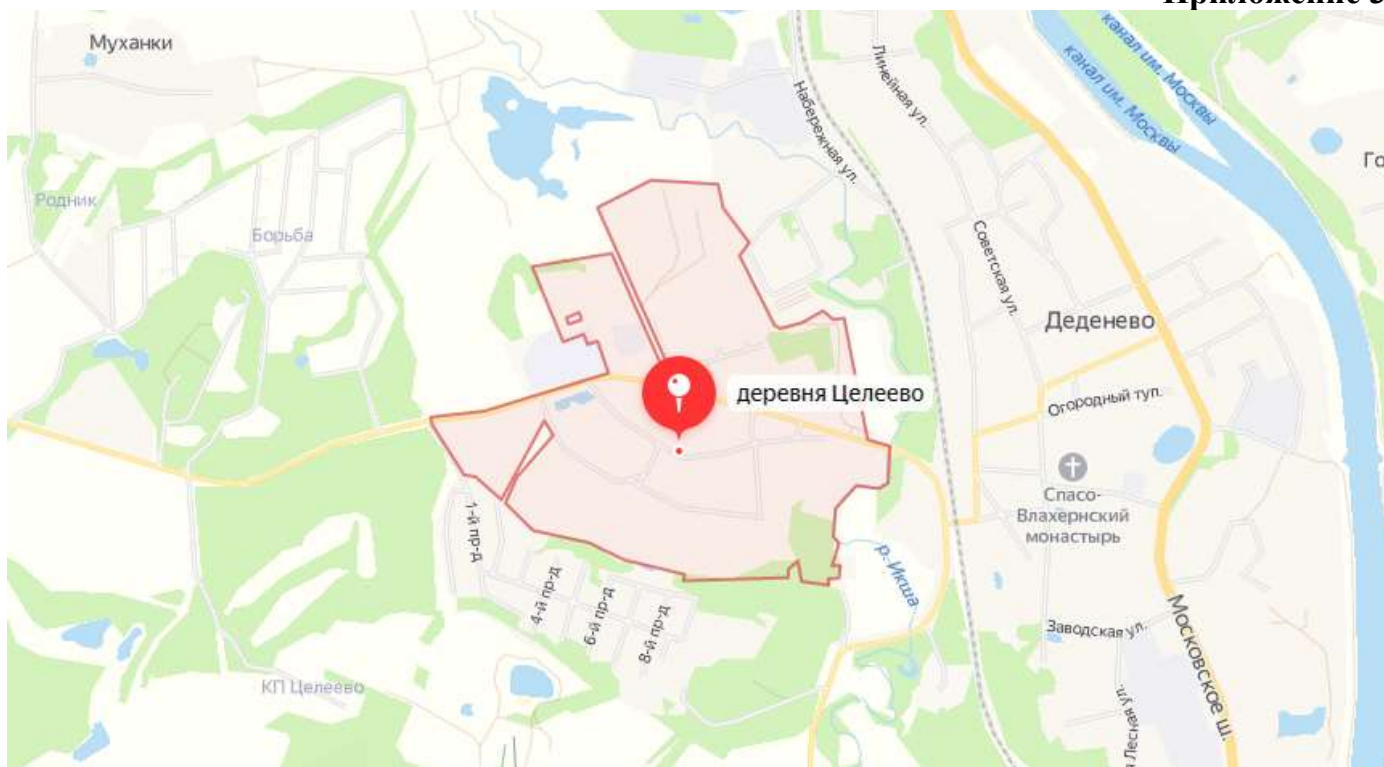 Приложение
Муханки
канал им. Москвы
канал им. Москвы
Линейная ул.
Набережная ул.
Го
Родник
Борьба
Советская ул.
Деденево
деревня Целеево
Огородный туп.
Спасо-
Влахернский
монастырь
1-й пр-д
р. Икша
4-й пр-д
6-й пр-д
8-й пр-д
Заводская ул.
Московское ш.
КП Целеево
Лесная ул.